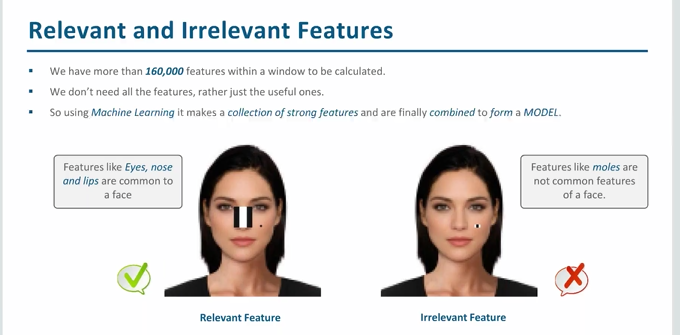 Relevant and Irrelevant Features
We have more than 160,000 features within a window to be calculated.
We don't need all the features, rather just the useful ones.
So using Machine Learning it makes a collection of strong features and are finally combined to form a MODEL.
Features like Eyes, nose
and lips are common to
a face
Features like moles are
not common features
of a face.
Relevant Feature
Irrelevant Feature